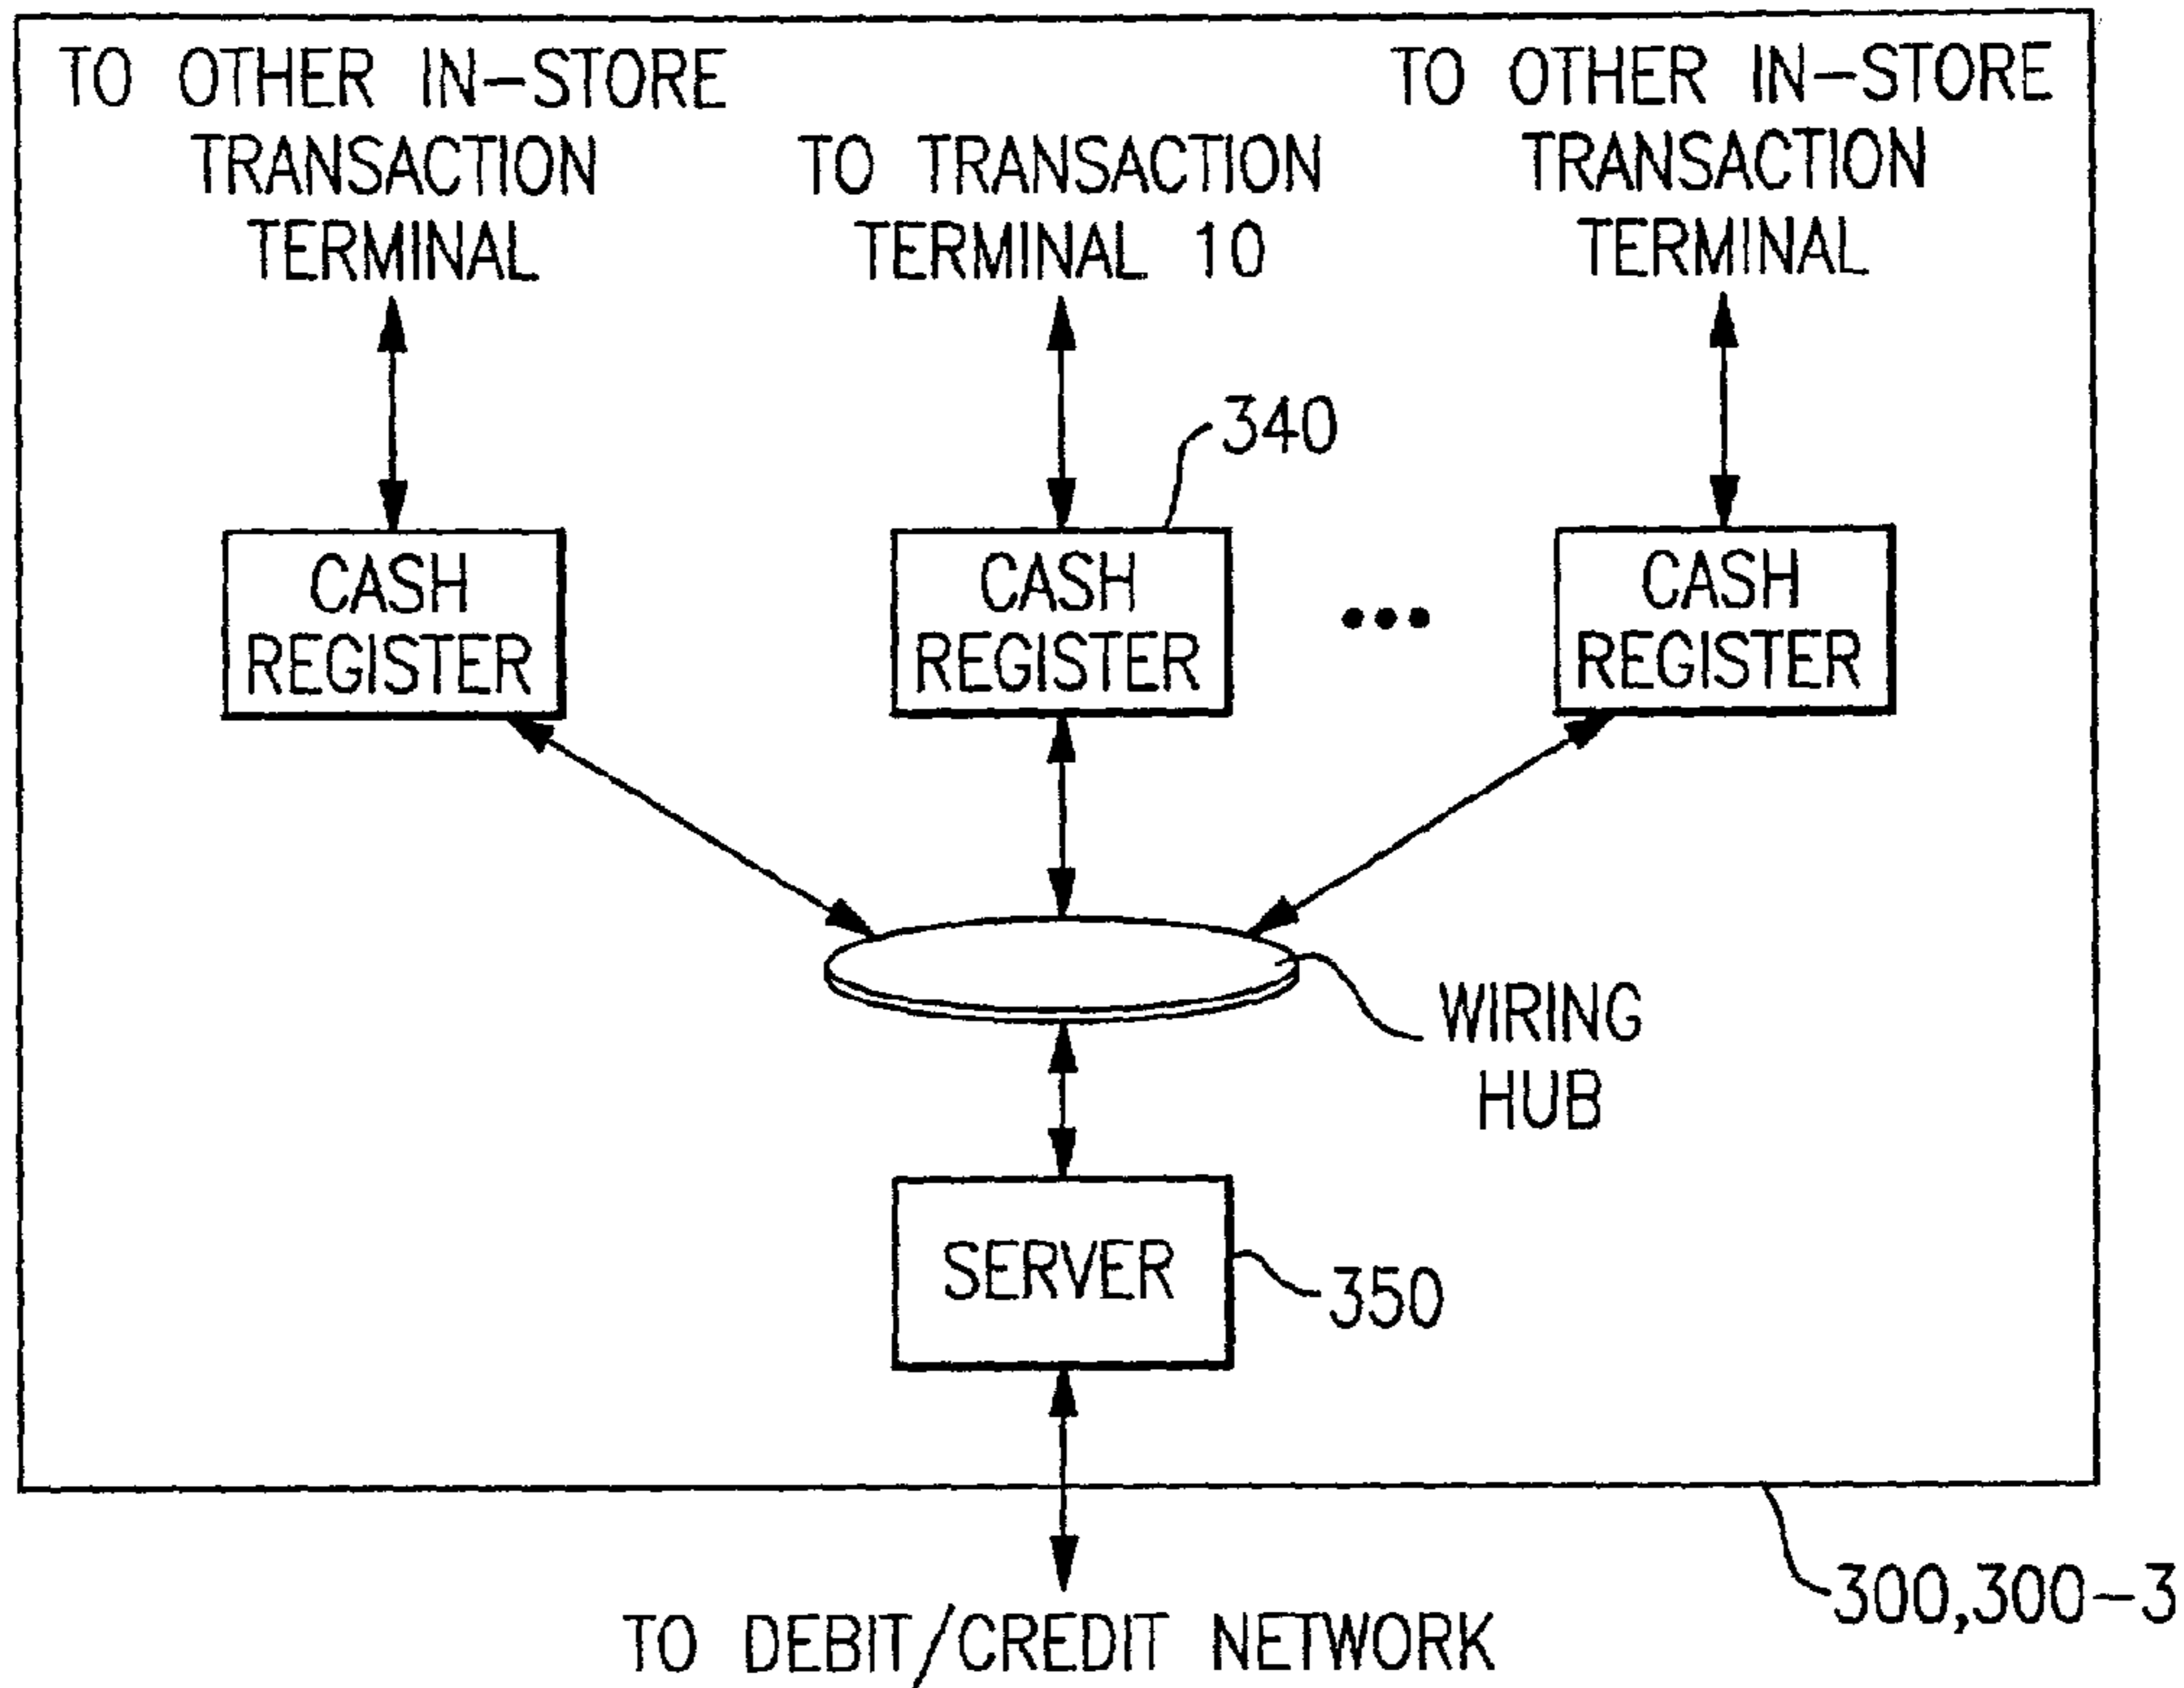 TO OTHER IN-STORE
TRANSACTION
TERMINAL
TO TRANSACTION
TERMINAL 10
TO OTHER IN-STORE
TRANSACTION
TERMINAL
340
CASH
REGISTER
CASH
REGISTER
CASH
REGISTER
WIRING
HUB
SERVER
350
300,300-3
TO DEBIT/CREDIT NETWORK